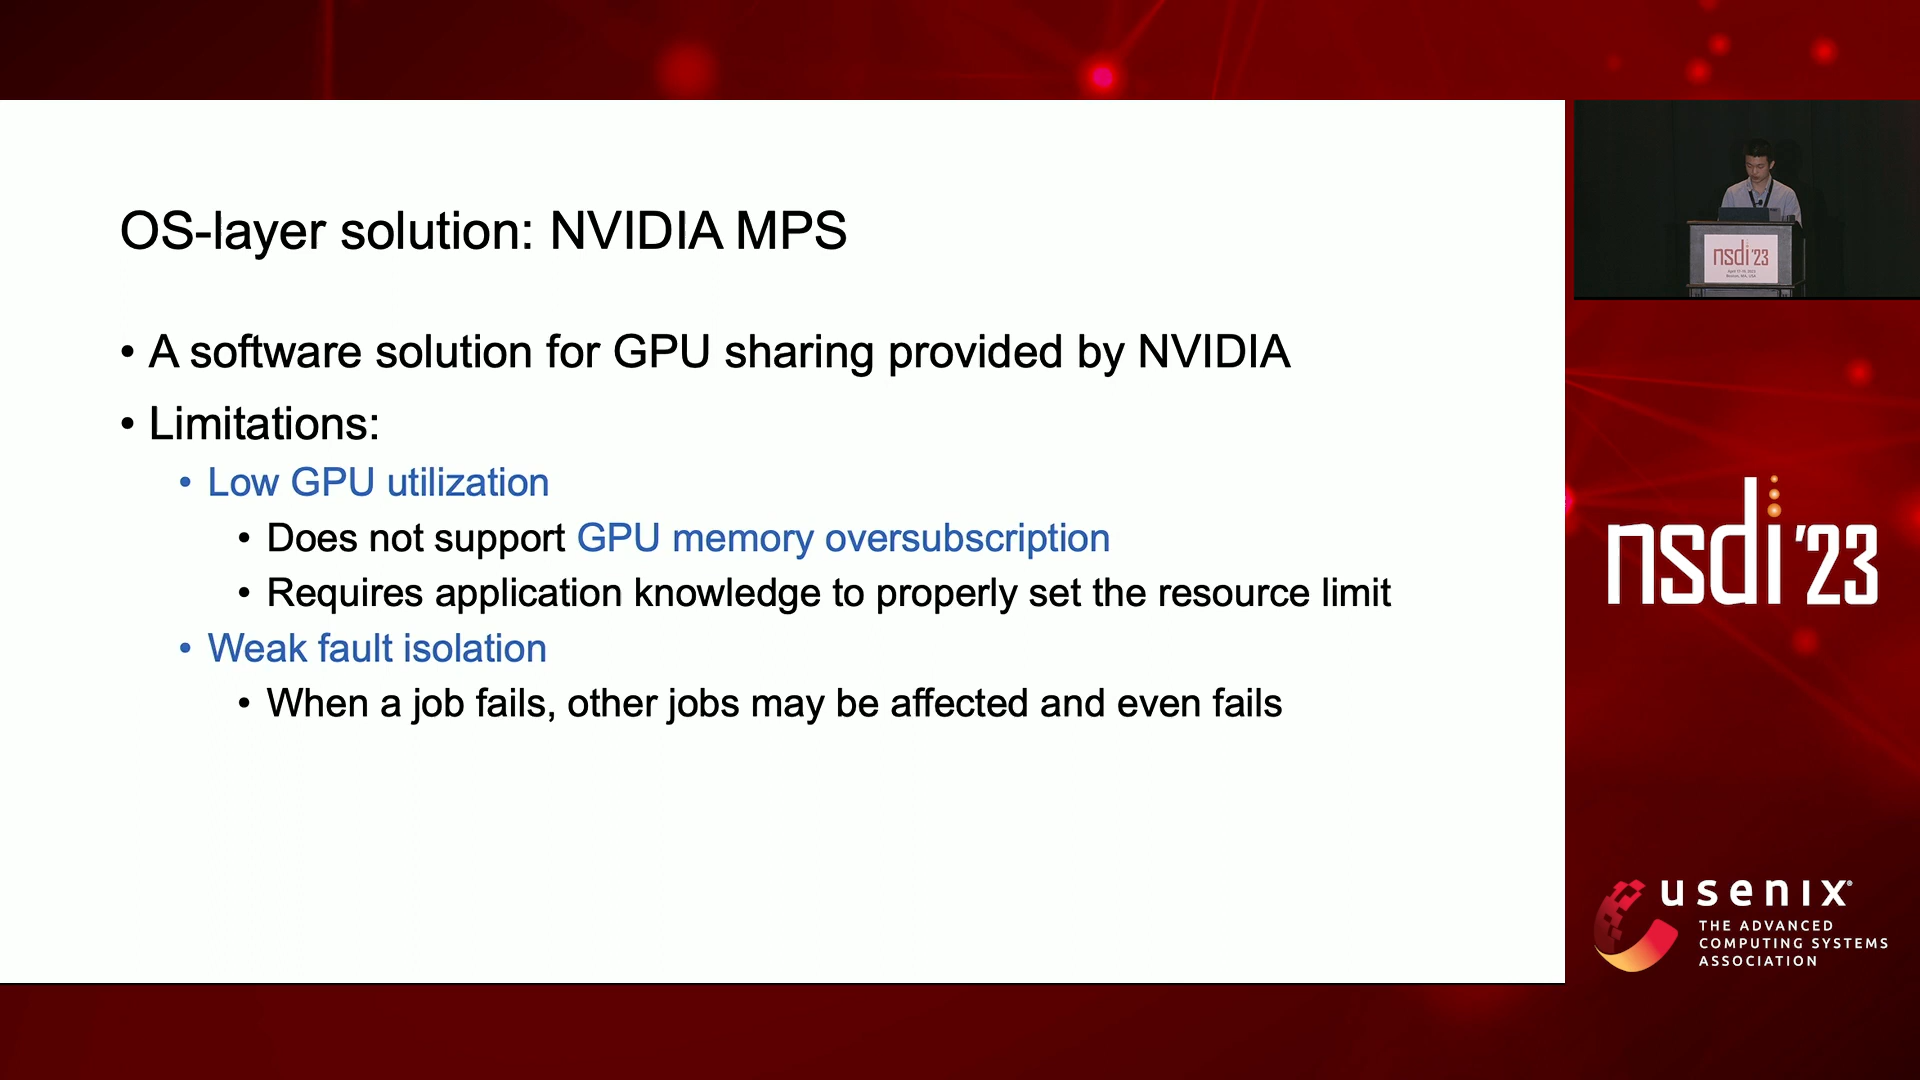 OS-layer solution: NVIDIA MPS
• A software solution for GPU sharing provided by NVIDIA
• Limitations:
• Low GPU utilization
• Does not support GPU memory oversubscription
• Requires application knowledge to properly set the resource limit
• Weak fault isolation
• When a job fails, other jobs may be affected and even fails
nsdi '23
nsdi '23
usenix®
THE ADVANCED
COMPUTING SYSTEMS
ASSOCIATION